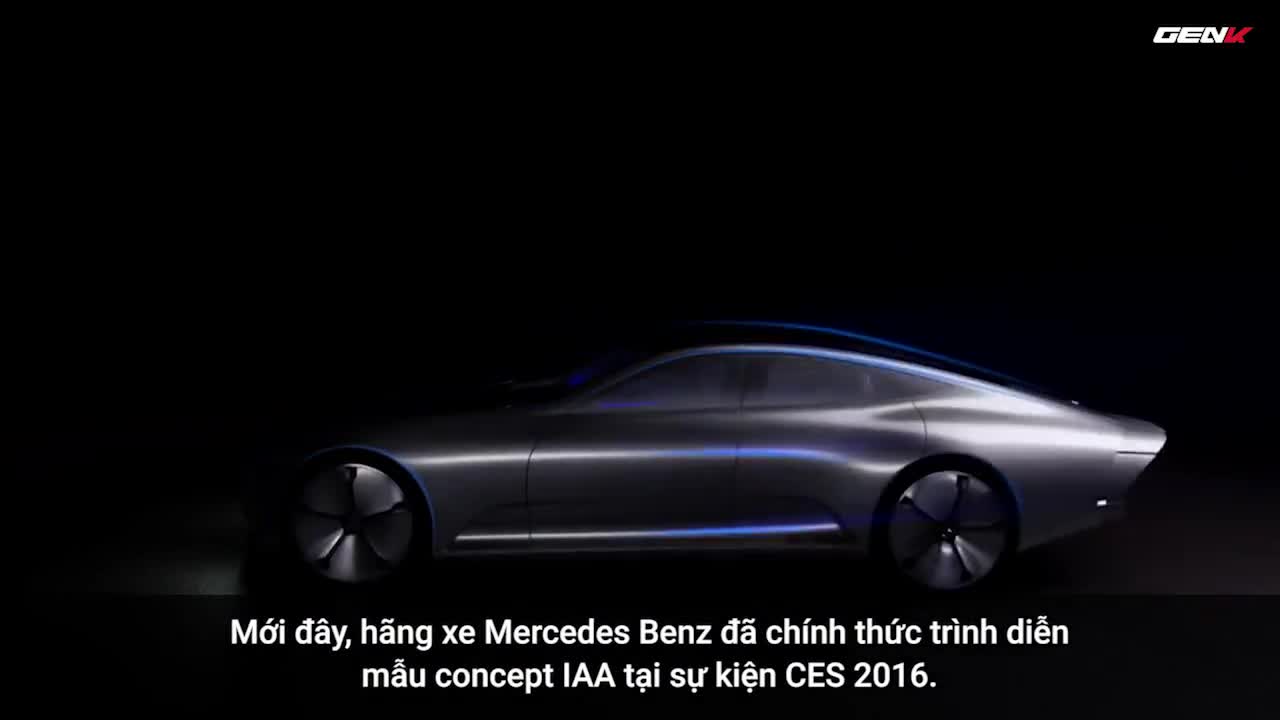 GENK
Mới đây, hãng xe Mercedes Benz đã chính thức trình diễn
mẫu concept IAA tại sự kiện CES 2016.